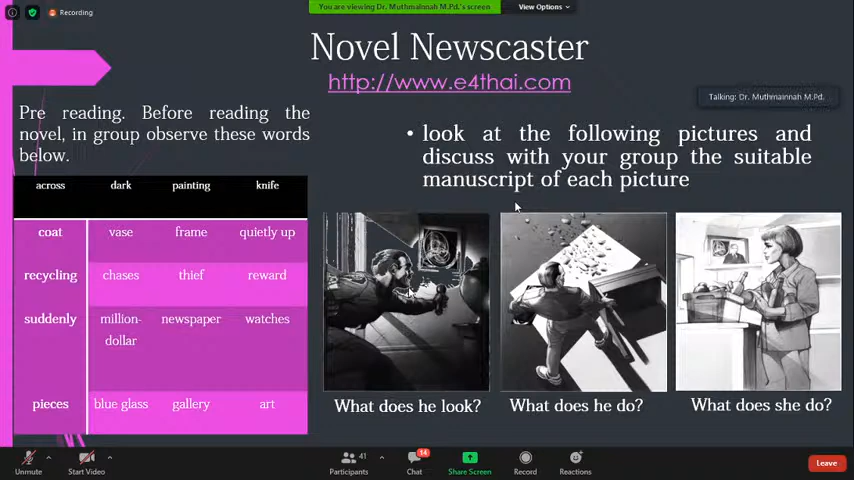 Recording
You are viewing Dr. Muthmainnah M.Pd.'s screen
View Options
Novel Newscaster
http://www.e4thai.com
Talking: Dr. Muthmainnah M.Pd.
Pre reading. Before reading the
novel, in group observe these words
below.
• look at the following pictures and
discuss with your group the suitable
manuscript of each picture
across dark painting knife
coat vase frame quietly up
recycling chases thief reward
suddenly million- newspaper watches
dollar
pieces blue glass gallery art
What does he look?
What does he do?
What does she do?
Unmute
Start Video
41
Participants
14
Chat
Share Screen
Record
Reactions
Leave